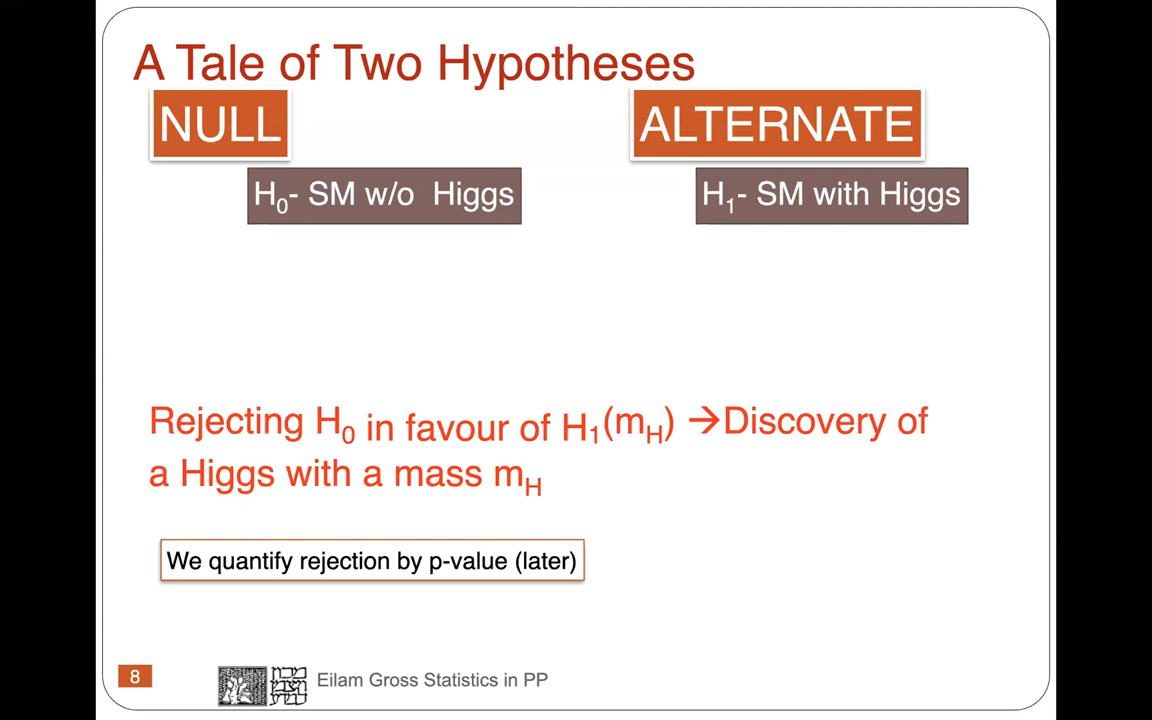 A Tale of Two Hypotheses
NULL
ALTERNATE
H₀- SM w/o Higgs
H₁- SM with Higgs
Rejecting H₀ in favour of H₁(m_H) →Discovery of
a Higgs with a mass m_H
We quantify rejection by p-value (later)
8
Eilam Gross Statistics in PP